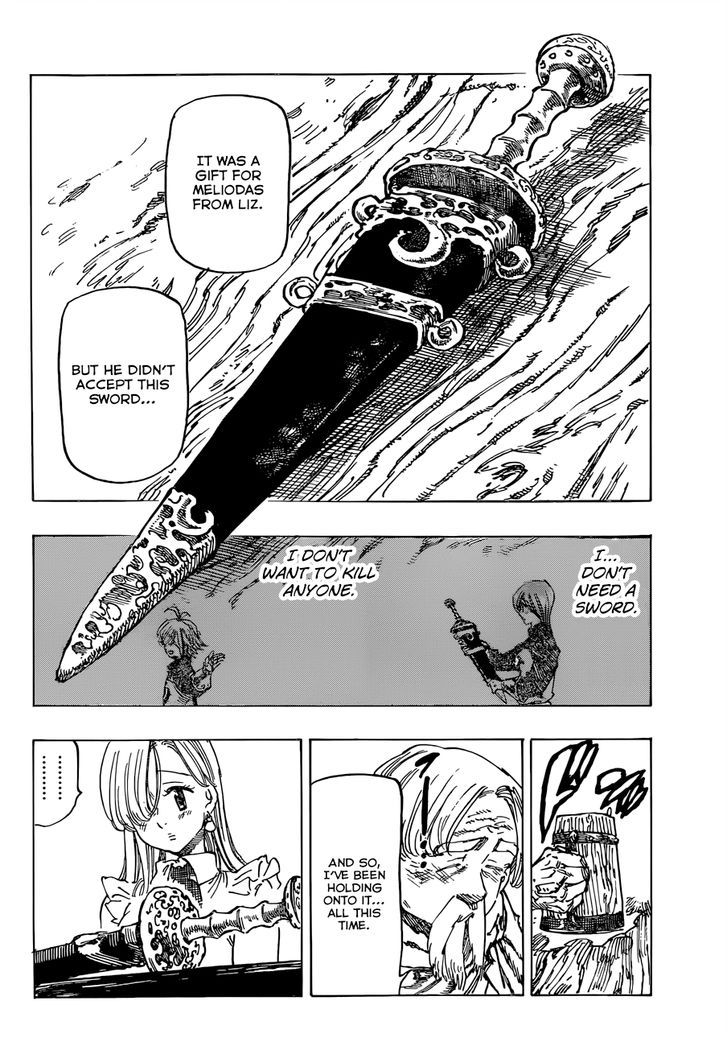 IT WAS A
GIFT FOR
MELIODAS
FROM LIZ.
BUT HE DIDN'T
ACCEPT THIS
SWORD...
I...
DON'T
NEED A
SWORD.
I DON'T
WANT TO KILL
ANYONE.
AND SO,
I'VE BEEN
HOLDING
ONTO IT...
ALL THIS
TIME.